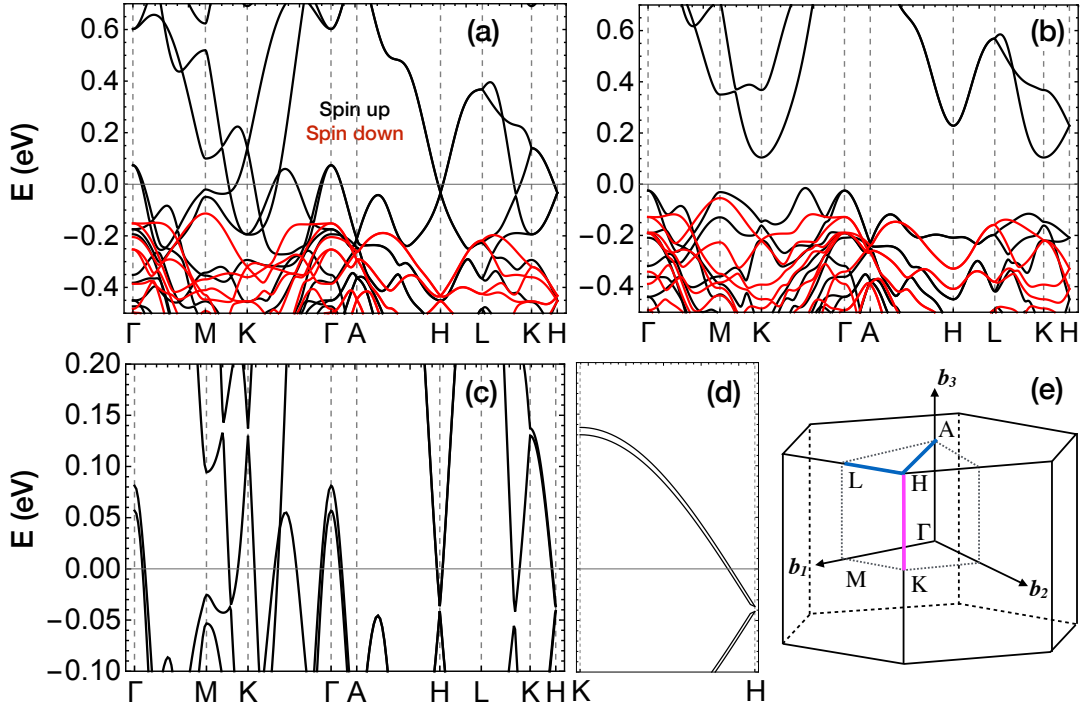 (a)
E (eV)
0.6
0.4
0.2
0.0
−0.2
−0.4
Spin up
Spin down
Γ M K Γ A H L K H
(b)
0.6
0.4
0.2
0.0
−0.2
−0.4
Γ M K Γ A H L K H
(c)
E (eV)
0.20
0.15
0.10
0.05
0.00
−0.05
−0.10
Γ M K Γ A H L K H
(d)
K H
(e)
b3
A
L H
Γ
b1
M K
b2